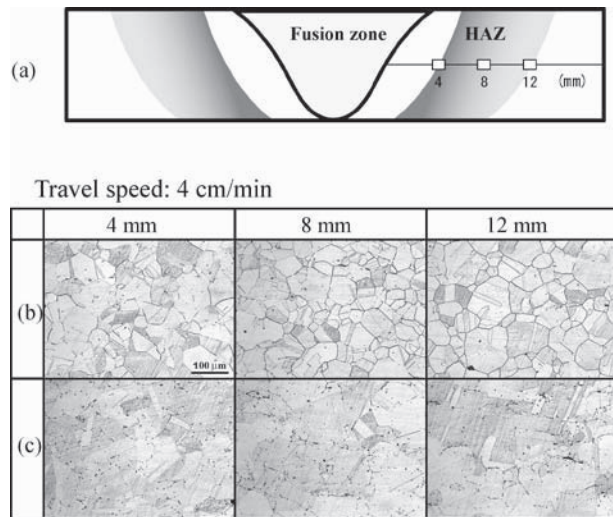 (a)
Fusion zone
HAZ
4 8 12 (mm)
Travel speed: 4 cm/min
4 mm 8 mm 12 mm
(b)
100 μm
(c)